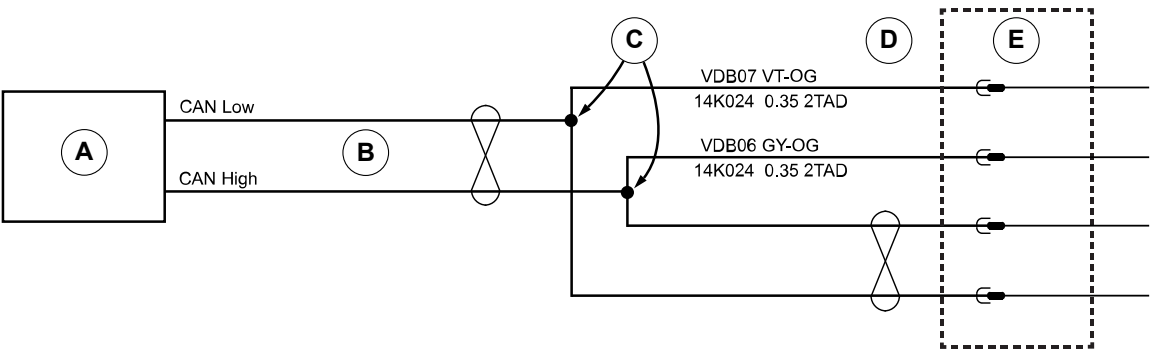 C
D
E
VDB07 VT-OG
14K024 0.35 2TAD
CAN Low
A
B
VDB06 GY-OG
14K024 0.35 2TAD
CAN High